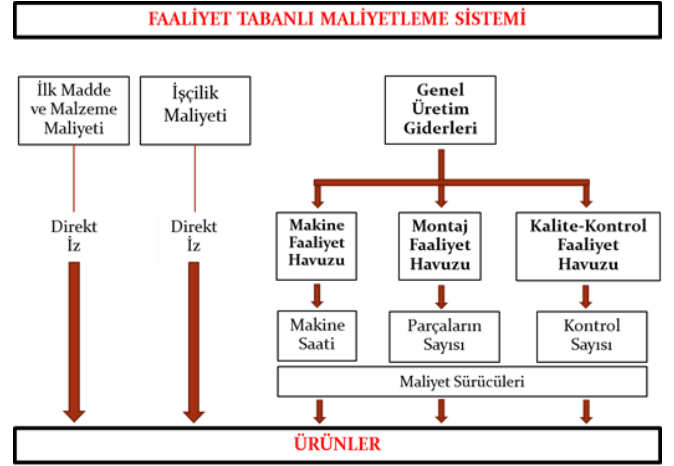 FAALİYET TABANLI MALİYETLEME SİSTEMİ
İlk Madde
ve Malzeme
Maliyeti
İşçilik
Maliyeti
Genel
Üretim
Giderleri
Direkt
İz
Direkt
İz
Makine
Faaliyet
Havuzu
Montaj
Faaliyet
Havuzu
Kalite-Kontrol
Faaliyet
Havuzu
Makine
Saati
Parçaların
Sayısı
Kontrol
Sayısı
Maliyet Sürücüleri
ÜRÜNLER